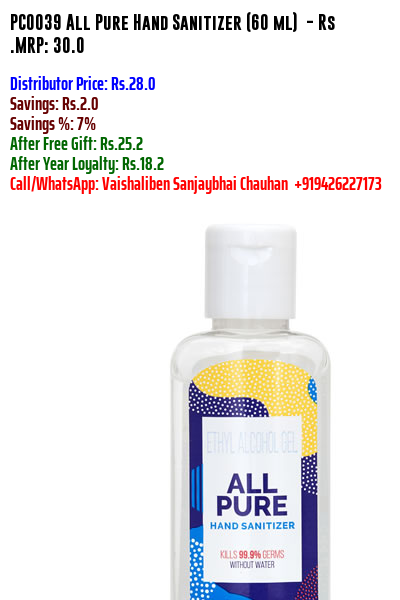 PC0039 All Pure Hand Sanitizer (60 ml) - Rs
.MRP: 30.0
Distributor Price: Rs.28.0
Savings: Rs.2.0
Savings %: 7%
After Free Gift: Rs.25.2
After Year Loyalty: Rs.18.2
Call/WhatsApp: Vaishaliben Sanjaybhai Chauhan +919426227173
ETHYL ALCOHOL GEL
ALL
PURE
HAND SANITIZER
KILLS 99.9% GERMS
WITHOUT WATER